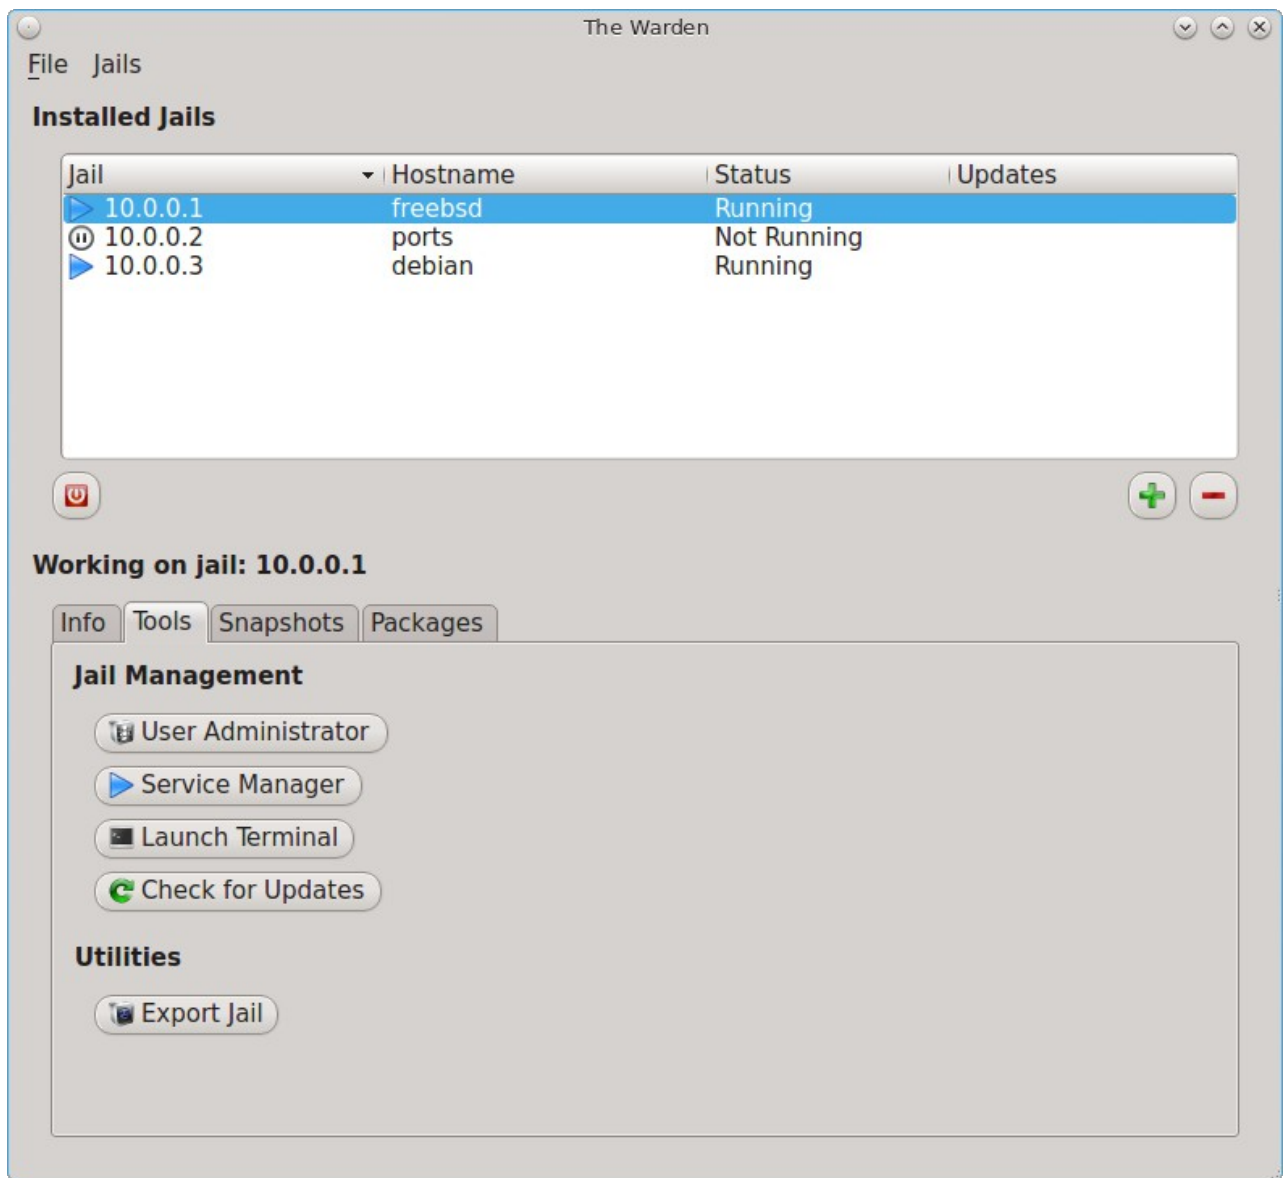 The Warden
File Jails
Installed Jails
Jail Hostname Status Updates
10.0.0.1 freebsd Running
10.0.0.2 ports Not Running
10.0.0.3 debian Running
Working on jail: 10.0.0.1
Info Tools Snapshots Packages
Jail Management
User Administrator
Service Manager
Launch Terminal
Check for Updates
Utilities
Export Jail